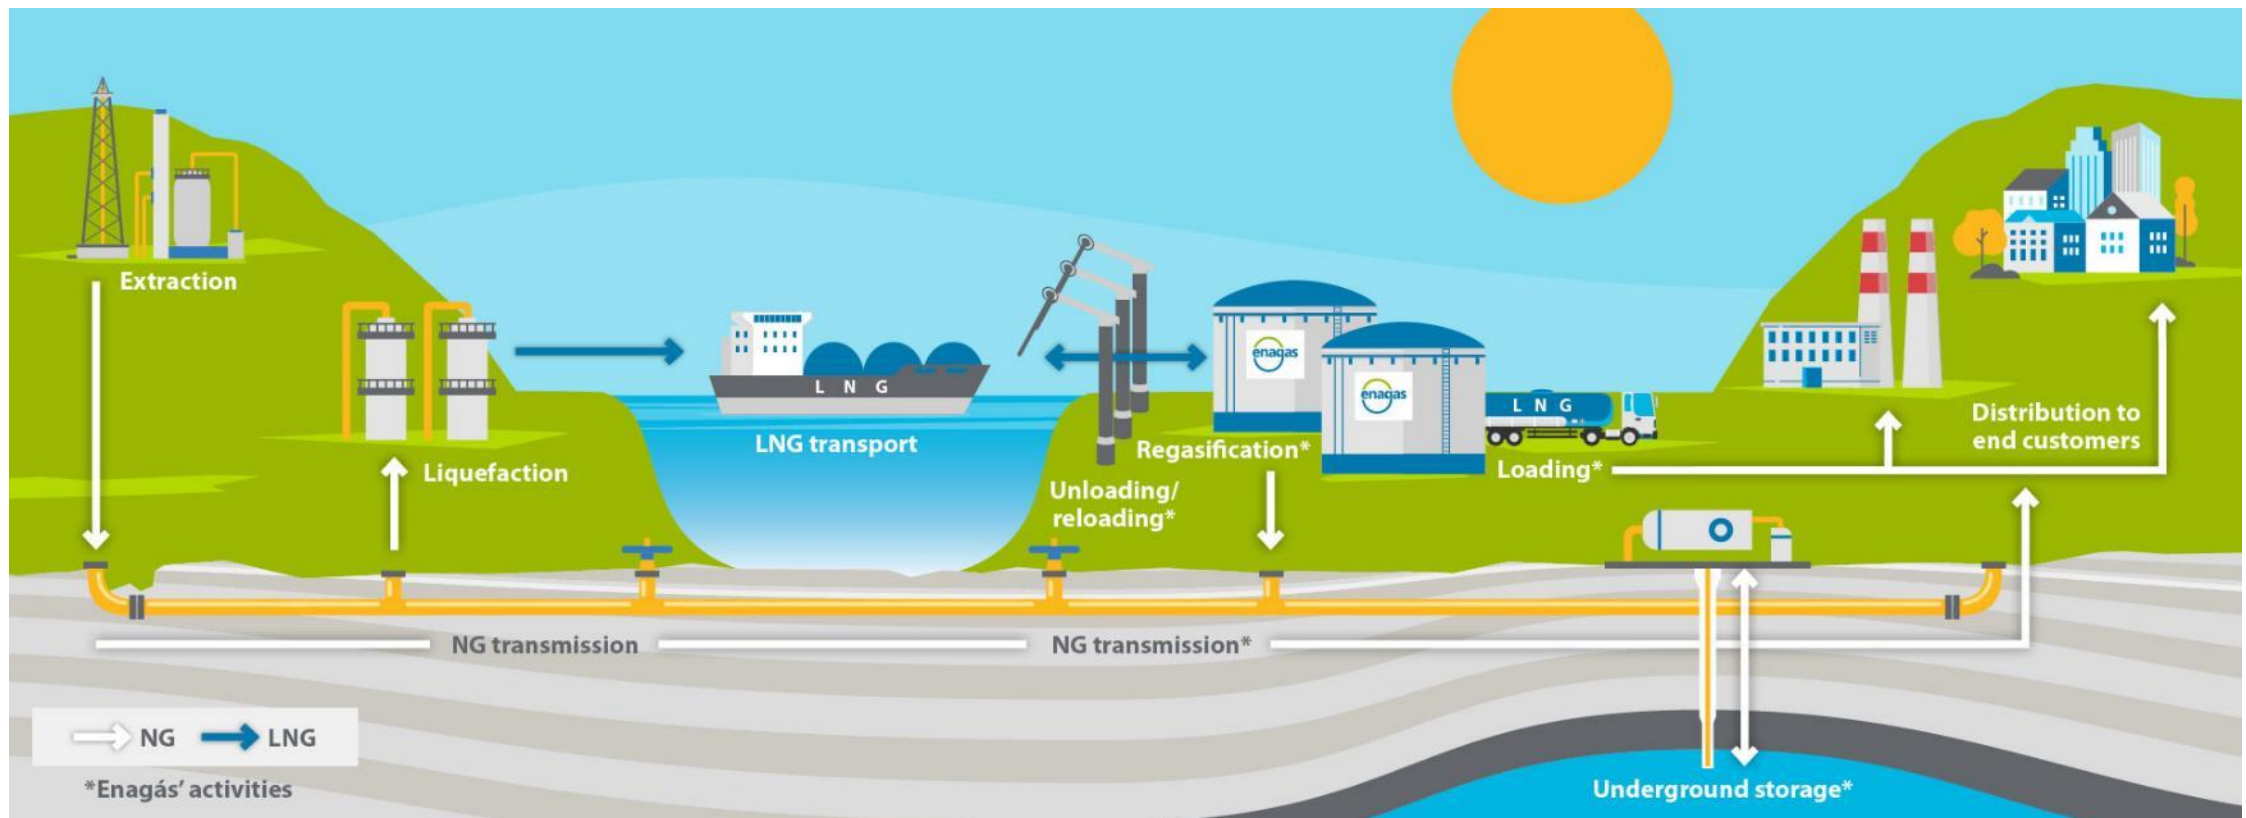 Extraction
Liquefaction
L N G
LNG transport
Unloading/
reloading*
enagas
enagas
Regasification*
L N G
Loading*
Distribution to
end customers
NG transmission
NG transmission*
Underground storage*
NG
LNG
*Enagás' activities